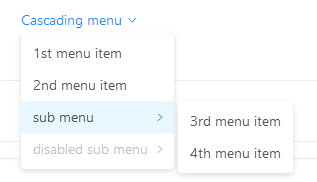 Cascading menu
1st menu item
2nd menu item
sub menu
3rd menu item
disabled sub menu
4th menu item